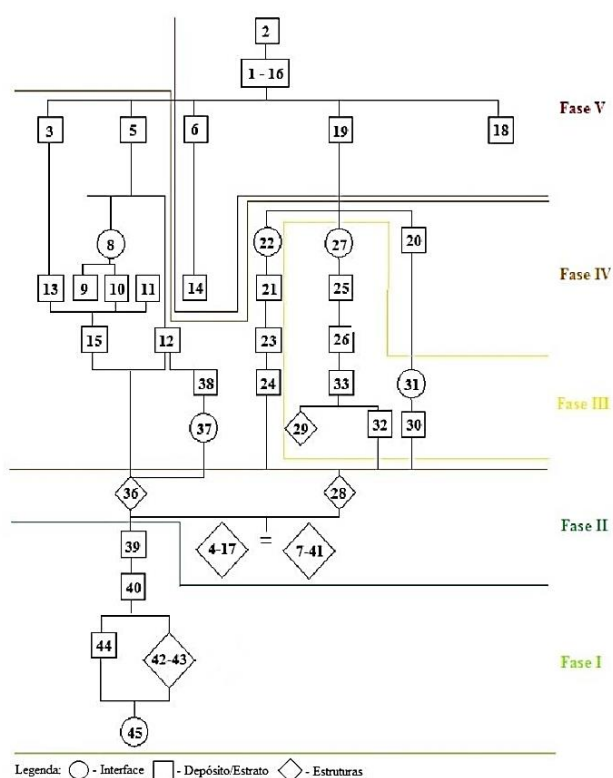 2
1 - 16
3 5 6 19 18
Fase V
8
22 27 20
13 9 10 11 14 21 25
Fase IV
15 12 23 26
38 24 33 31
Fase III
37 29 32 30
36 28
39 4-17 = 7-41
Fase II
40
44 42-43
Fase I
45
Legenda: - Interface - Depósito/Estrato - Estruturas